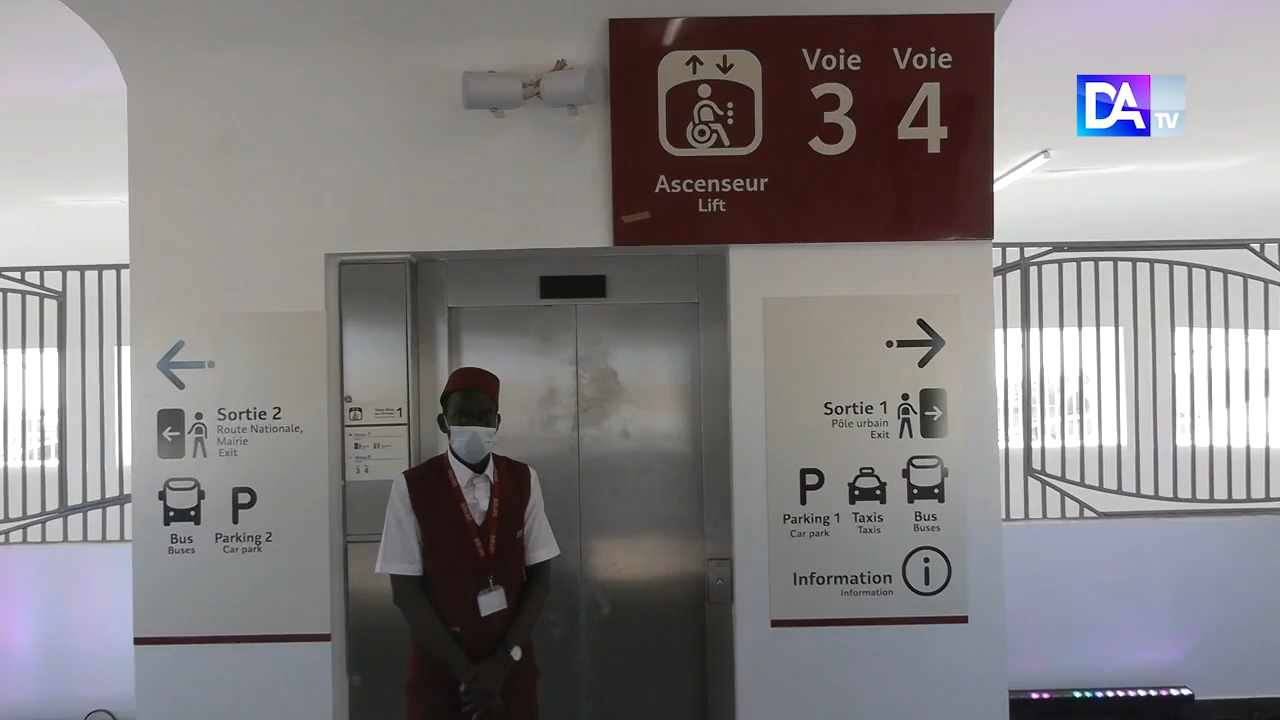 Voie Voie
3 4
Ascenseur
Lift
DA TV
Sortie 2
Route Nationale,
Mairie
Exit
P
Bus
Buses
Parking 2
Car park
1
3 4
Sortie 1
Pôle urbain
Exit
P
Parking 1
Car park
Taxis
Taxis
Bus
Buses
Information
Information
i